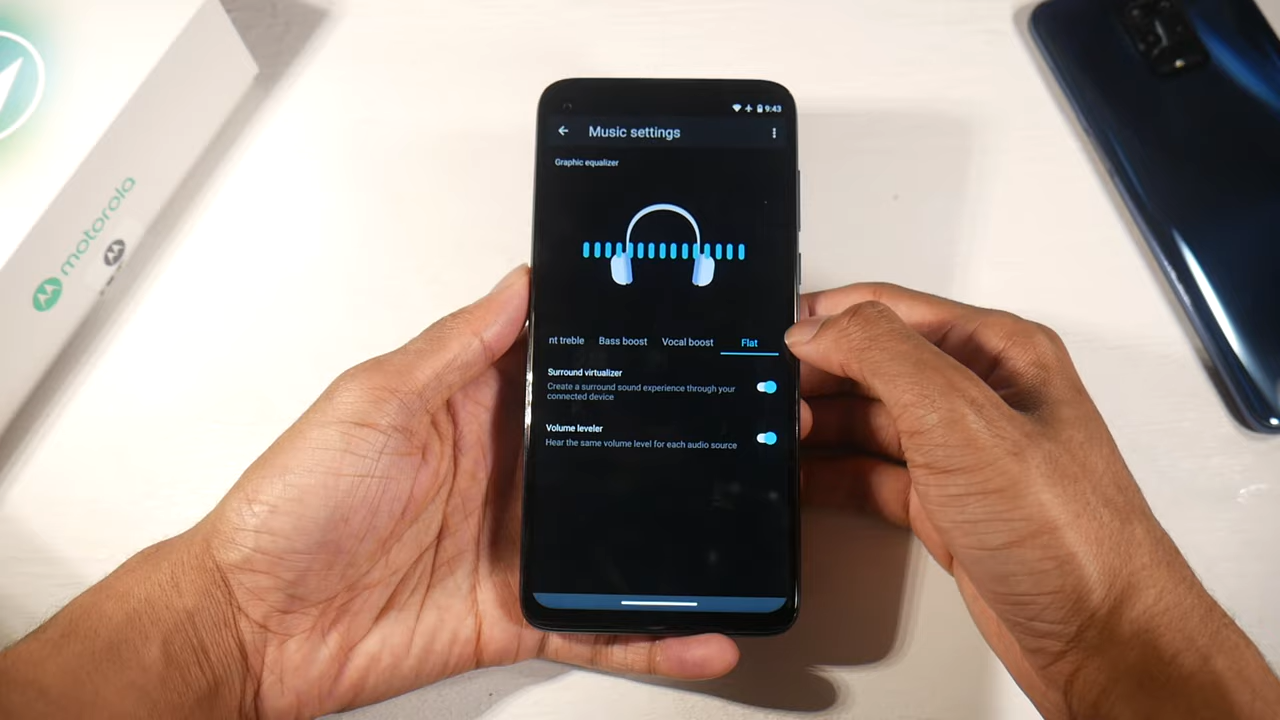 motorola
9:43
Music settings
Graphic equalizer
nt treble Bass boost Vocal boost Flat
Surround virtualizer
Create a surround sound experience through your
connected device
Volume leveler
Hear the same volume level for each audio source